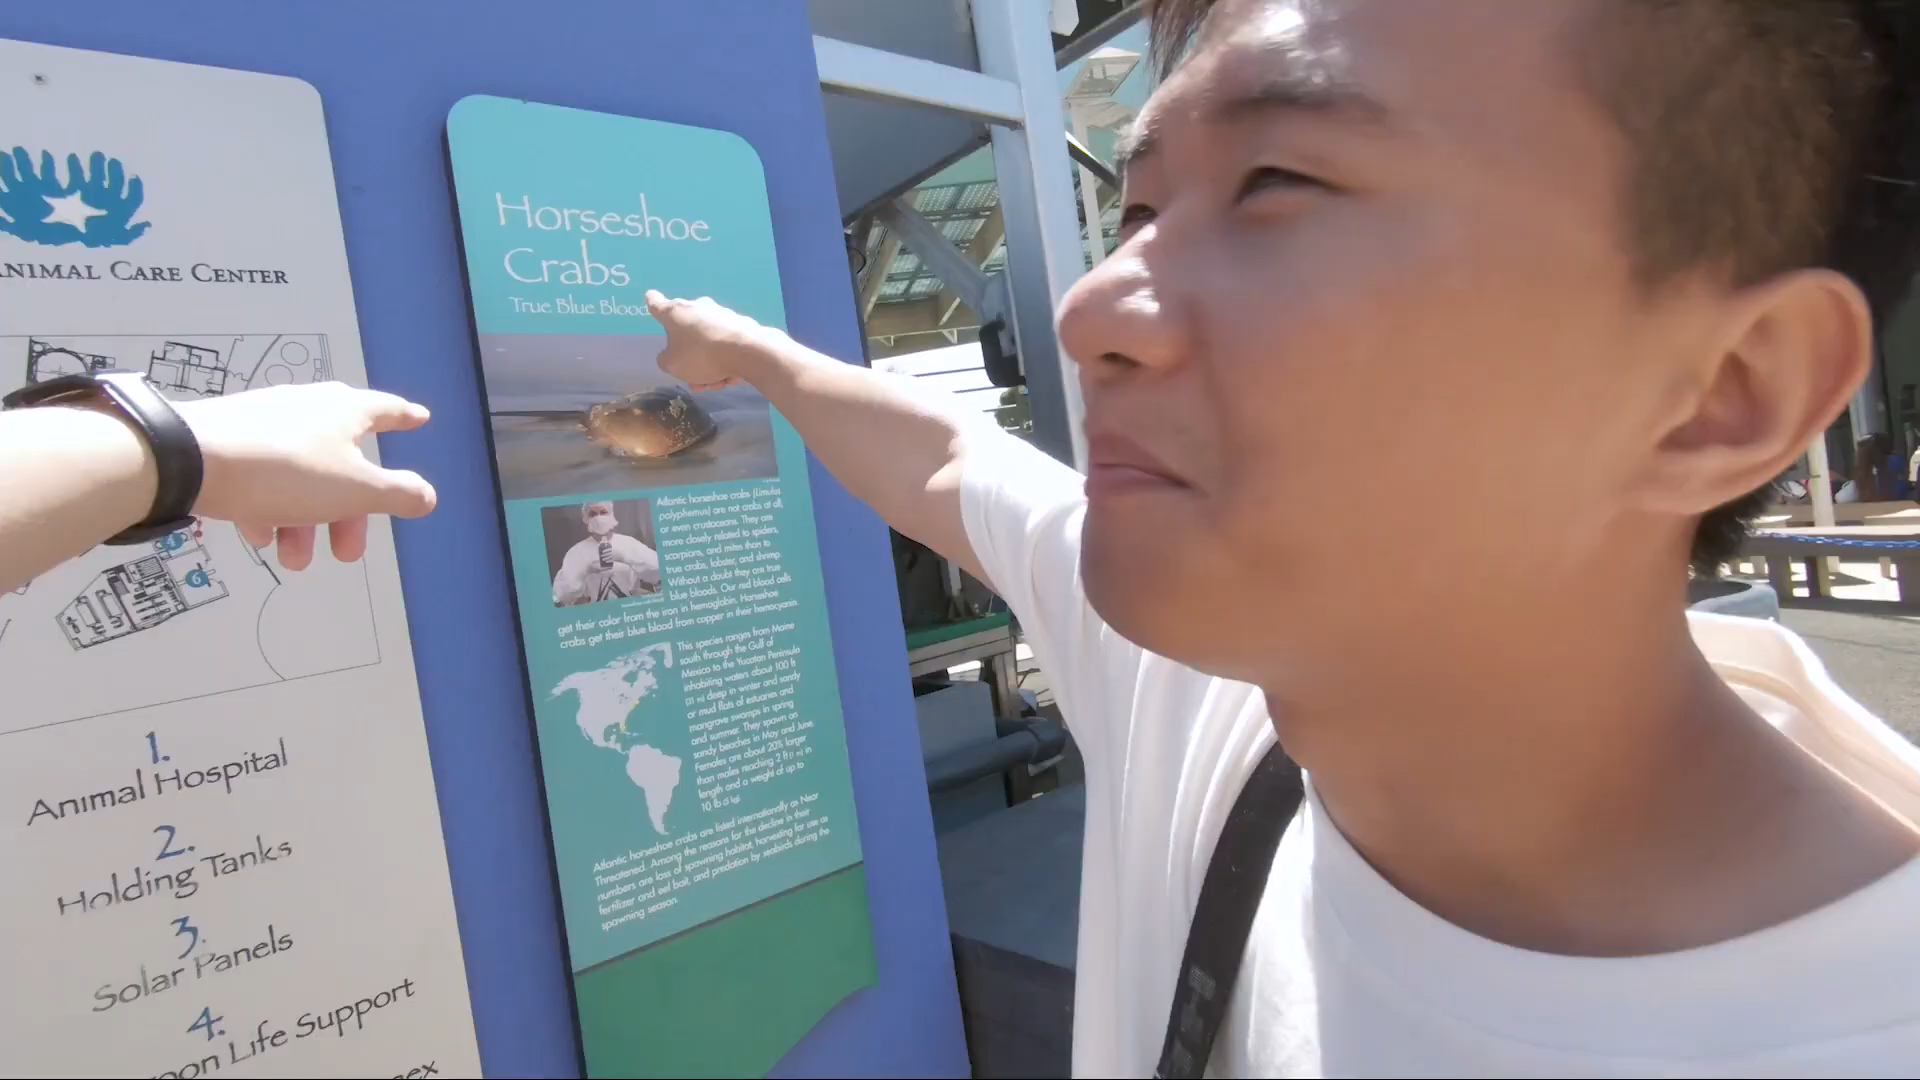 ANIMAL CARE CENTER
4
6
1.
Animal Hospital
2.
Holding Tanks
3.
Solar Panels
4.
oon Life Support
ex
Horseshoe
Crabs
True Blue Blood
Atlantic horseshoe crabs (Limulus
polyphemus) are not crabs at all,
or even crustaceans. They are
more closely related to spiders,
scorpions, and mites than to
true crabs, lobster, and shrimp.
Without a doubt they are true
blue bloods. Our red blood cells
get their color from the iron in hemoglobin. Horseshoe
crabs get their blue blood from copper in their hemocyanin.
This species ranges from Maine
south through the Gulf of
Mexico to the Yucatan Peninsula
inhabiting waters about 100 ft
deep in winter and sandy
or mud flats of estuaries and
mangrove swamps in spring
and summer. They spawn on
sandy beaches in May and June.
Females are about 20% larger
than males reaching 2 ft in
length and a weight of up to
10 lb
Atlantic horseshoe crabs are listed internationally as Near
Threatened. Among the reasons for the decline in their
numbers are loss of spawning habitat, harvesting for use as
fertilizer and eel bait, and predation by seabirds during the
spawning season.